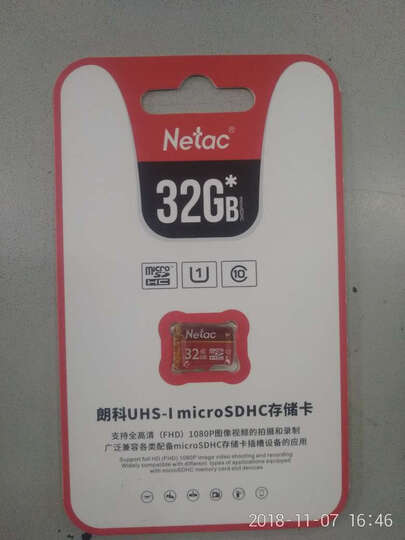 Netac®
32GB*
micro SD HC
U1
10
Netac
32
朗科UHS-I microSDHC存储卡
支持全高清（FHD）1080P图像视频的拍摄和录制
广泛兼容各类配备microSDHC存储卡插槽设备的应用
Support full HD (FHD) 1080P image video shooting and recording
Widely compatible with different types of applications equipped
with microSDHC memory card slot devices
2018-11-07 16:46